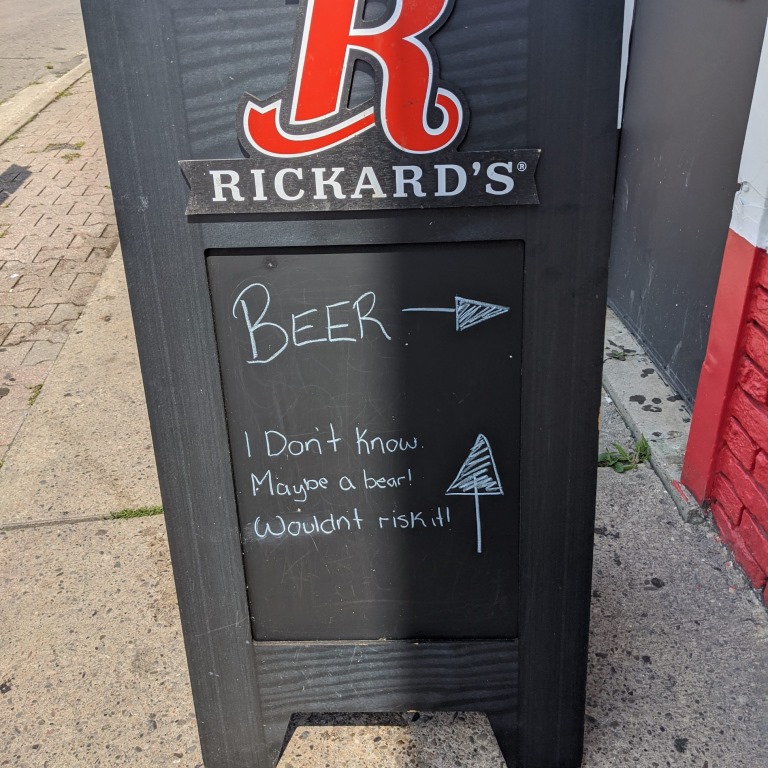 R
RICKARD'S®
BEER
I Don't Know.
Maybe a bear!
Wouldnt risk it!